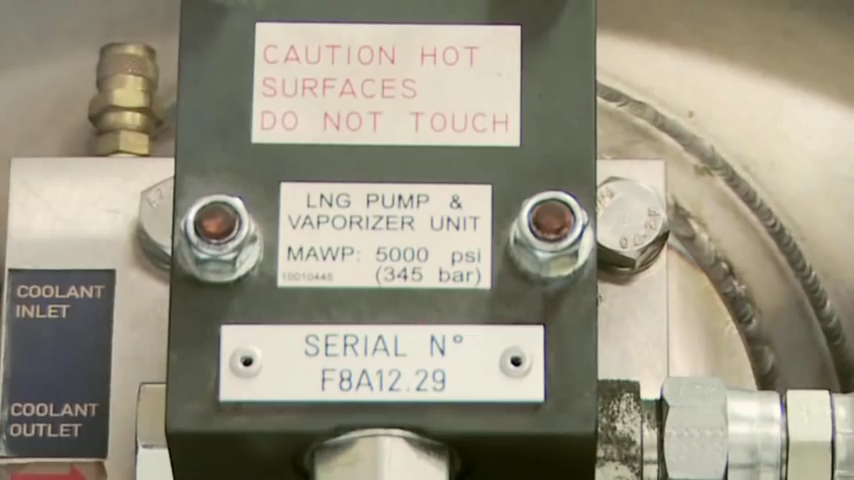 CAUTION HOT
SURFACES
DO NOT TOUCH
LNG PUMP &
VAPORIZER UNIT
MAWP: 5000 psi
10010445 (345 bar)
SERIAL N°
F8A12.29
COOLANT
INLET
COOLANT
OUTLET